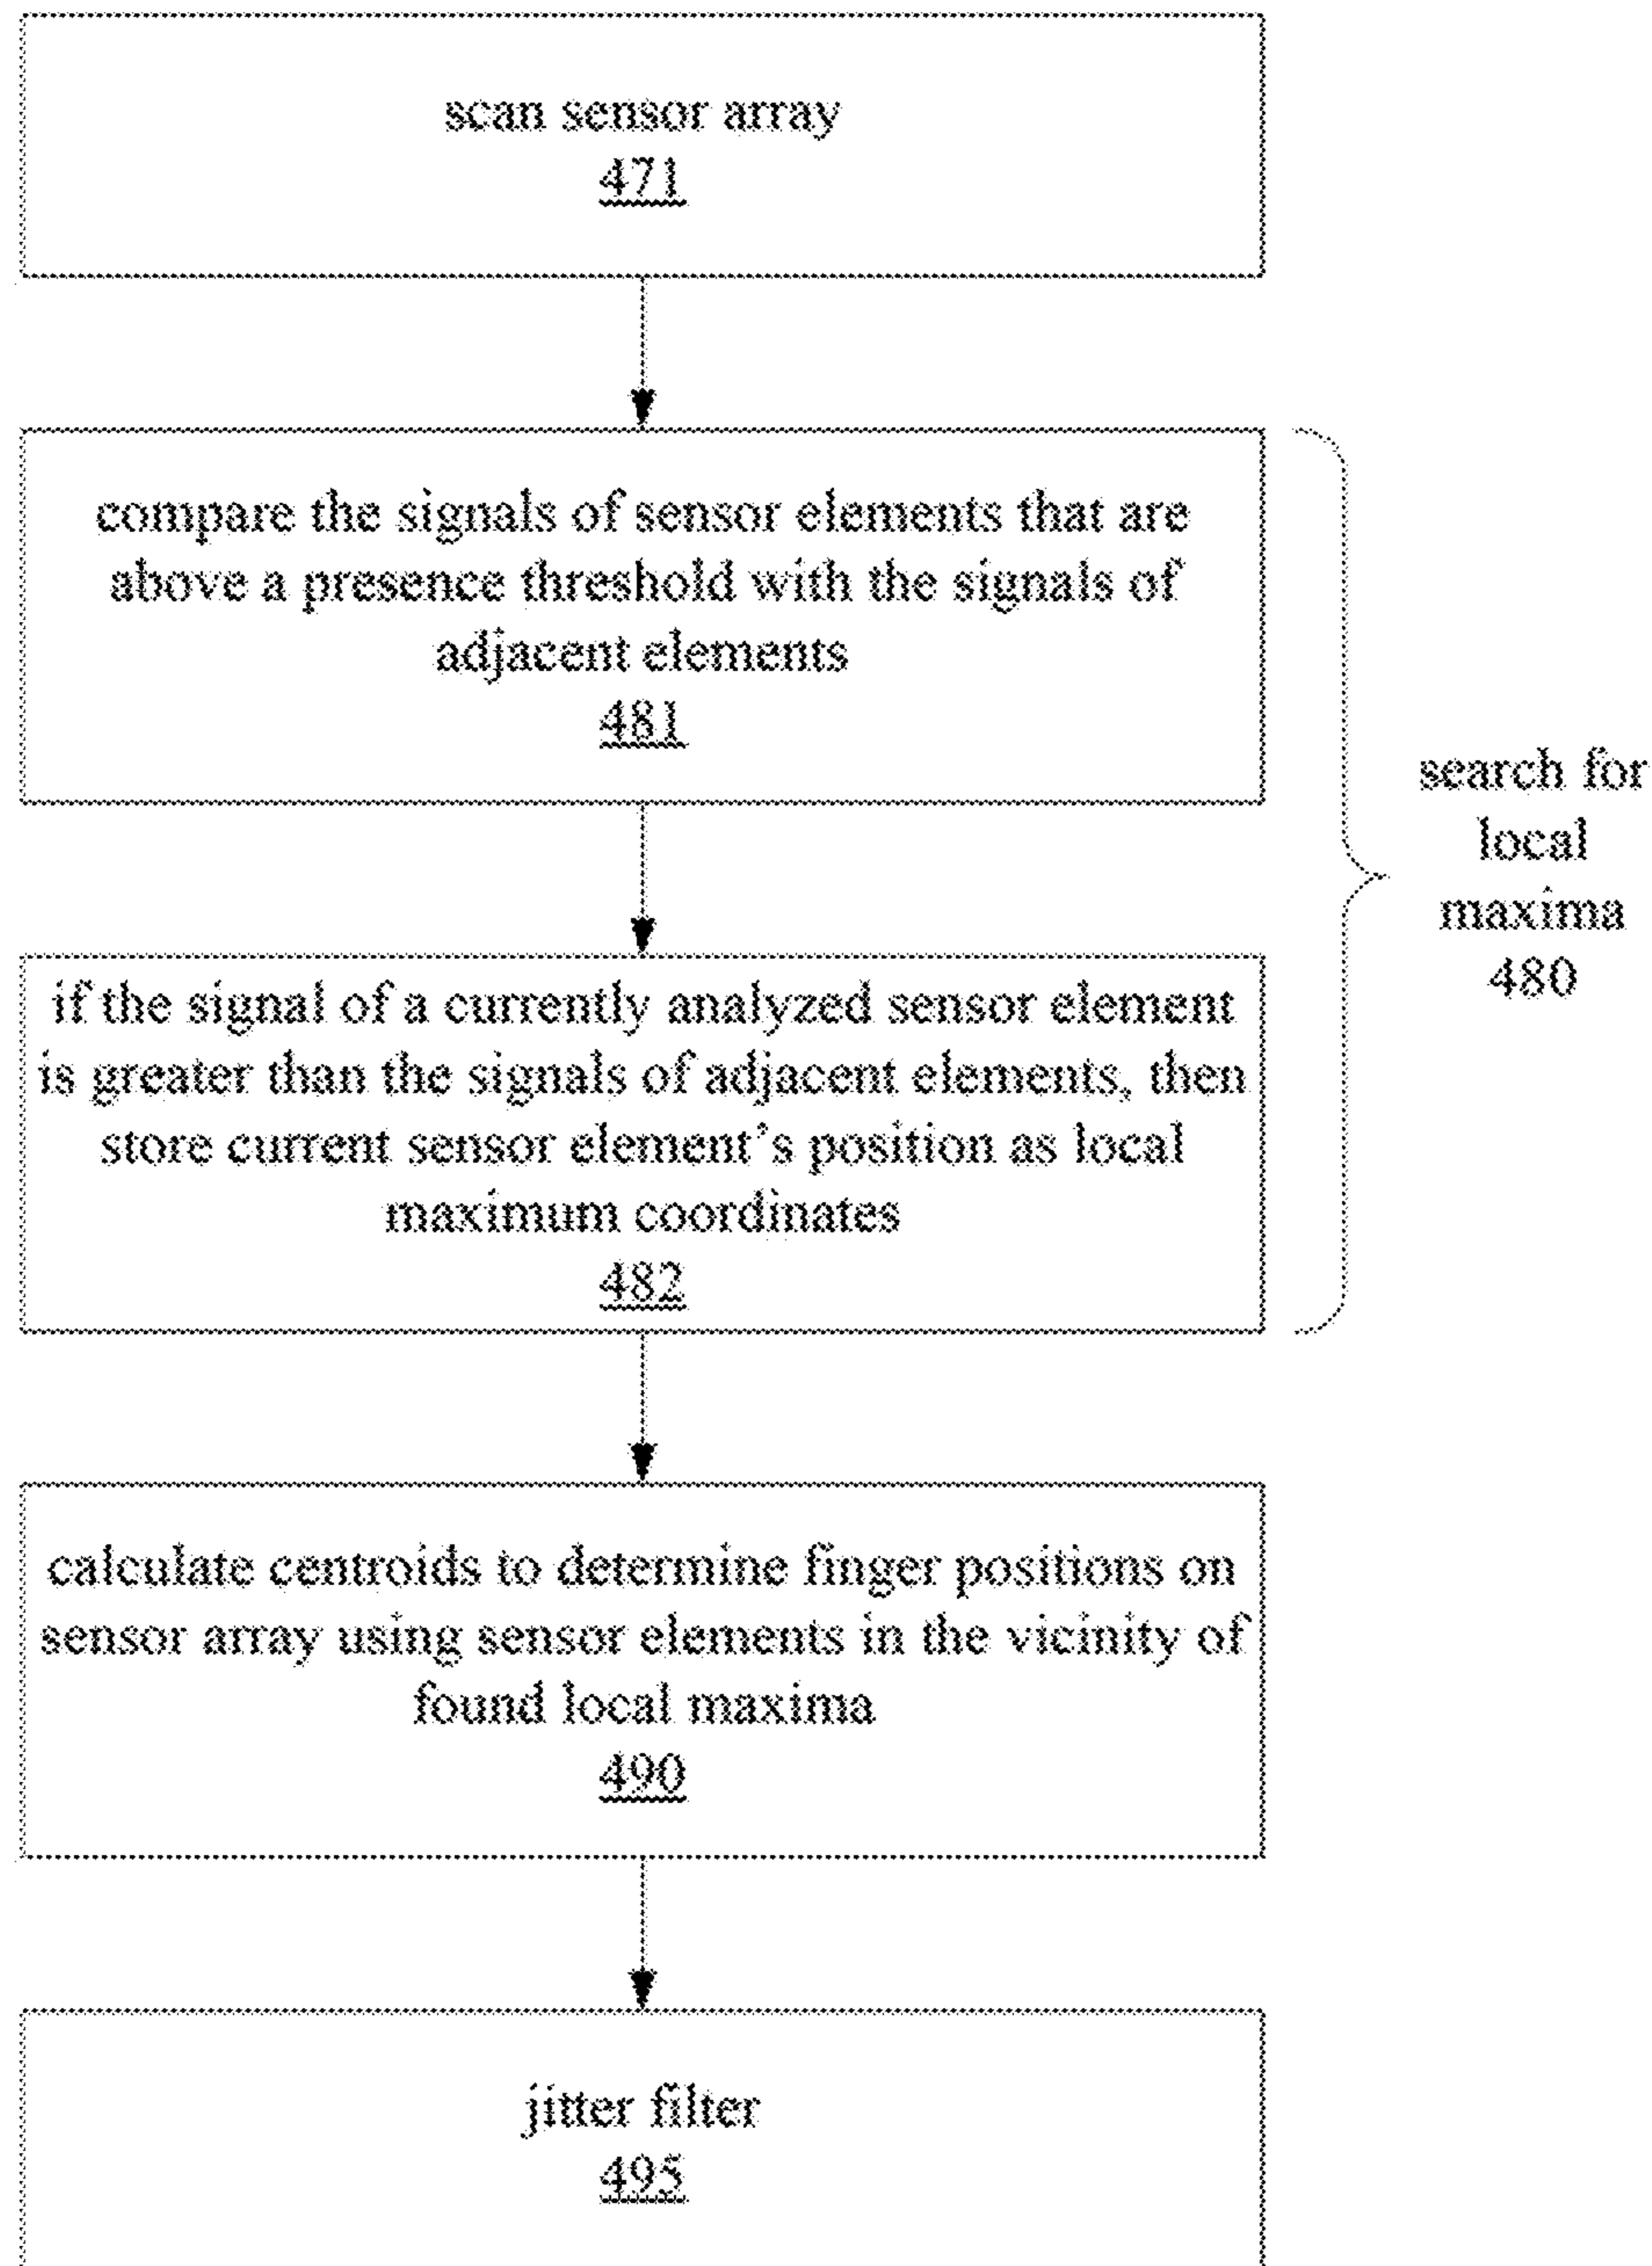 scan sensor array
471
compare the signals of sensor elements that are
above a presence threshold with the signals of
adjacent elements
481
search for
local
maxima
480
if the signal of a currently analyzed sensor element
is greater than the signals of adjacent elements, then
store current sensor element's position as local
maximum coordinates
482
calculate centroids to determine finger positions on
sensor array using sensor elements in the vicinity of
found local maxima
490
jitter filter
495